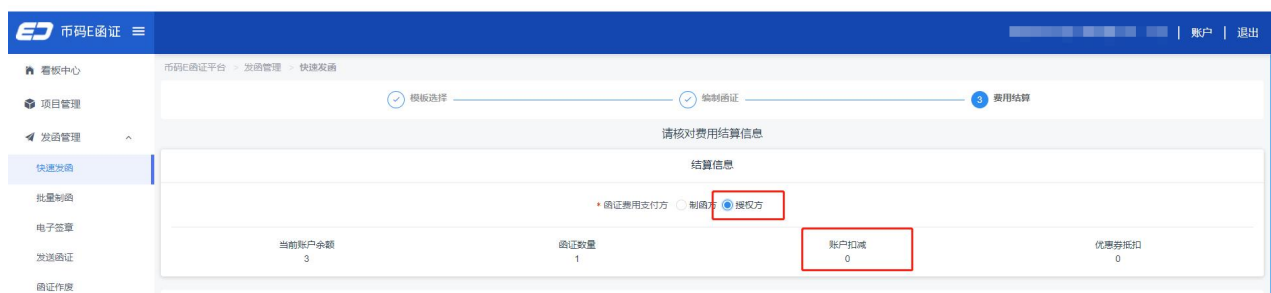 币码E函证
账户 | 退出
看板中心
币码E函证平台 > 发函管理 > 快速发函
项目管理
模板选择
编制函证
3 费用结算
发函管理
请核对费用结算信息
快速发函
结算信息
批量制函
* 函证费用支付方 制函方 授权方
电子签章
当前账户余额 函证数量 账户扣减 优惠券抵扣
3 1 0 0
发送函证
函证作废